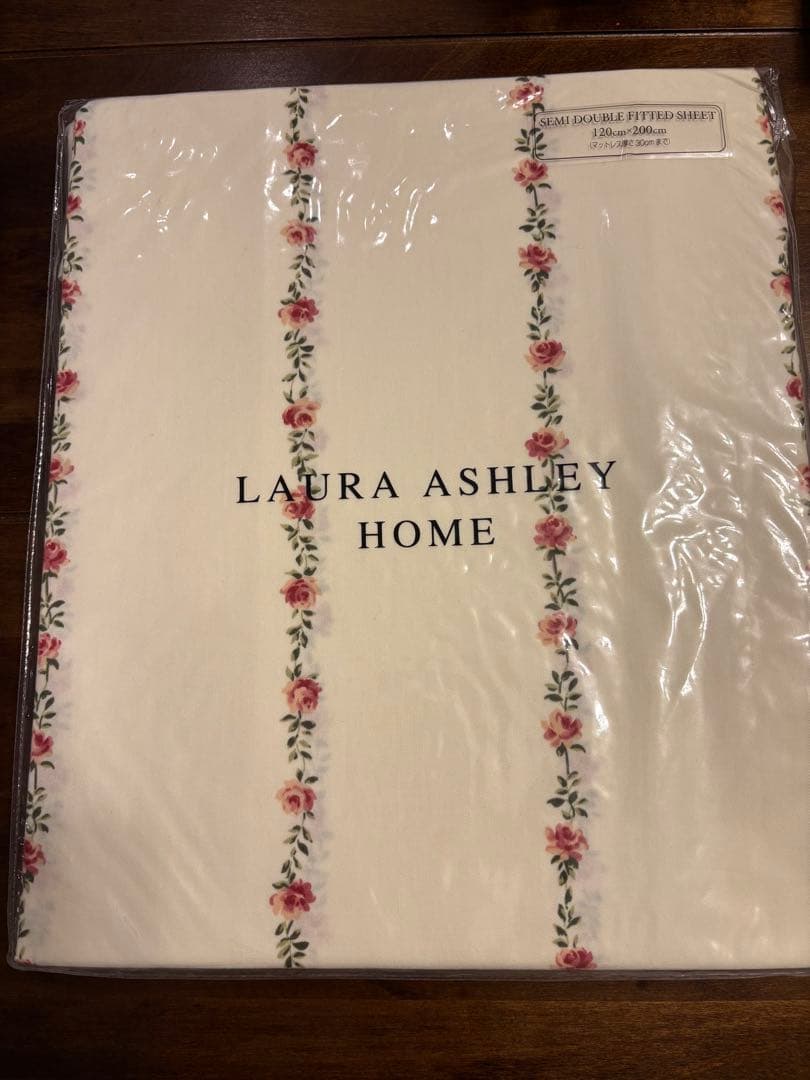 SEMI DOUBLE FITTED SHEET
120cm×200cm
(マットレス厚さ30cmまで)
LAURA ASHLEY
HOME